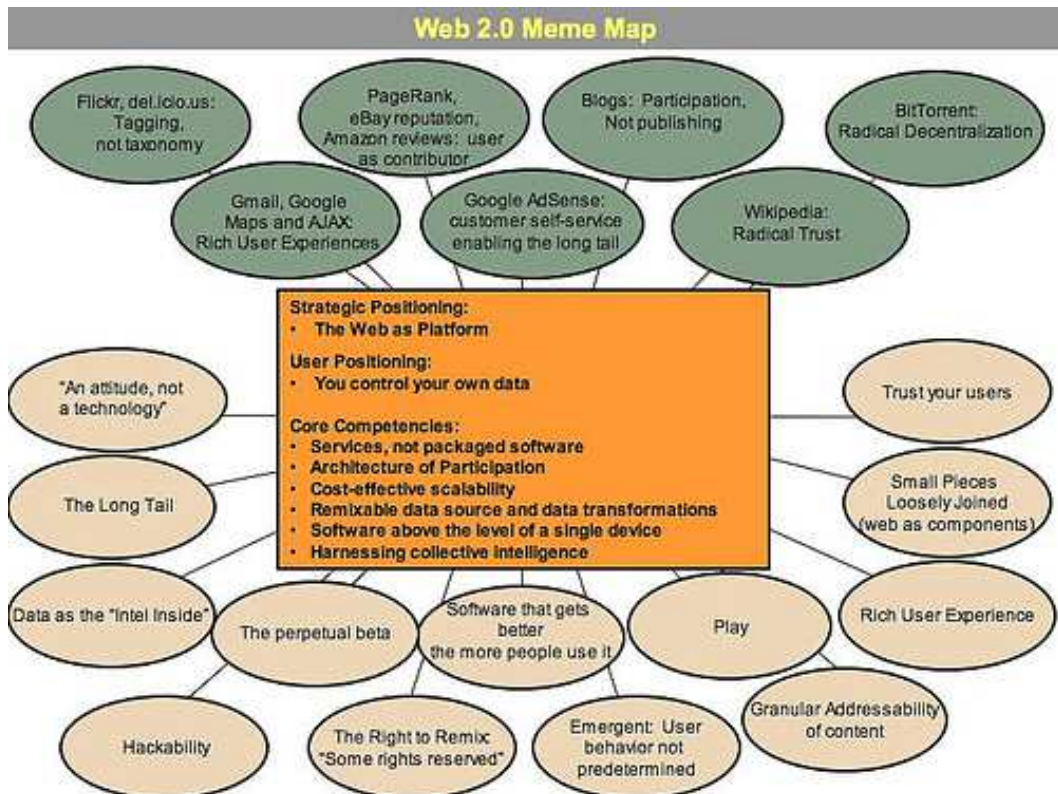 Web 2.0 Meme Map
Flickr, del.icio.us:
Tagging,
not taxonomy
PageRank,
eBay reputation,
Amazon reviews: user
as contributor
Blogs: Participation,
Not publishing
BitTorrent:
Radical Decentralization
Gmail, Google
Maps and AJAX:
Rich User Experiences
Google AdSense:
customer self-service
enabling the long tail
Wikipedia:
Radical Trust
Strategic Positioning:
• The Web as Platform
User Positioning:
• You control your own data
Core Competencies:
• Services, not packaged software
• Architecture of Participation
• Cost-effective scalability
• Remixable data source and data transformations
• Software above the level of a single device
• Harnessing collective intelligence
"An attitude, not
a technology"
Trust your users
The Long Tail
Small Pieces
Loosely Joined
(web as components)
Data as the "Intel Inside"
The perpetual beta
Software that gets
better
the more people use it
Play
Rich User Experience
Hackability
The Right to Remix:
"Some rights reserved"
Emergent: User
behavior not
predetermined
Granular Addressability
of content